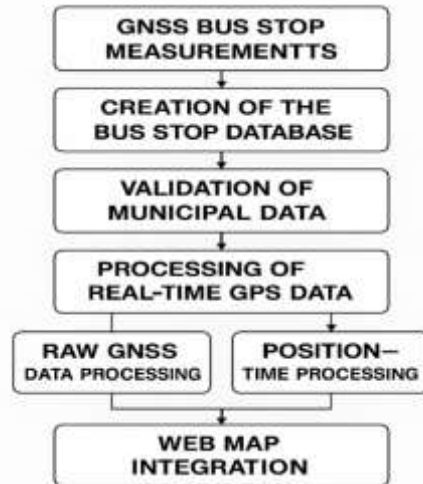 GNSS BUS STOP
MEASUREMENTTS
CREATION OF THE
BUS STOP DATABASE
VALIDATION OF
MUNICIPAL DATA
PROCESSING OF
REAL-TIME GPS DATA
RAW GNSS
DATA PROCESSING
POSITION—
TIME PROCESSING
WEB MAP
INTEGRATION